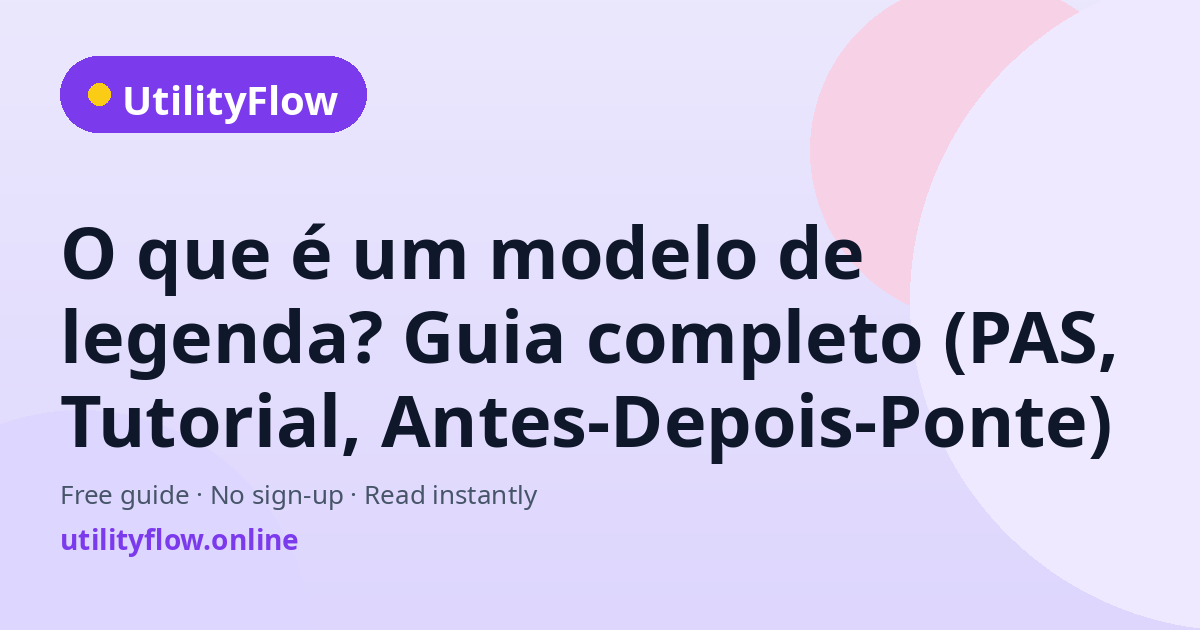 UtilityFlow
O que é um modelo de
legenda? Guia completo (PAS,
Tutorial, Antes-Depois-Ponte)
Free guide · No sign-up · Read instantly
utilityflow.online